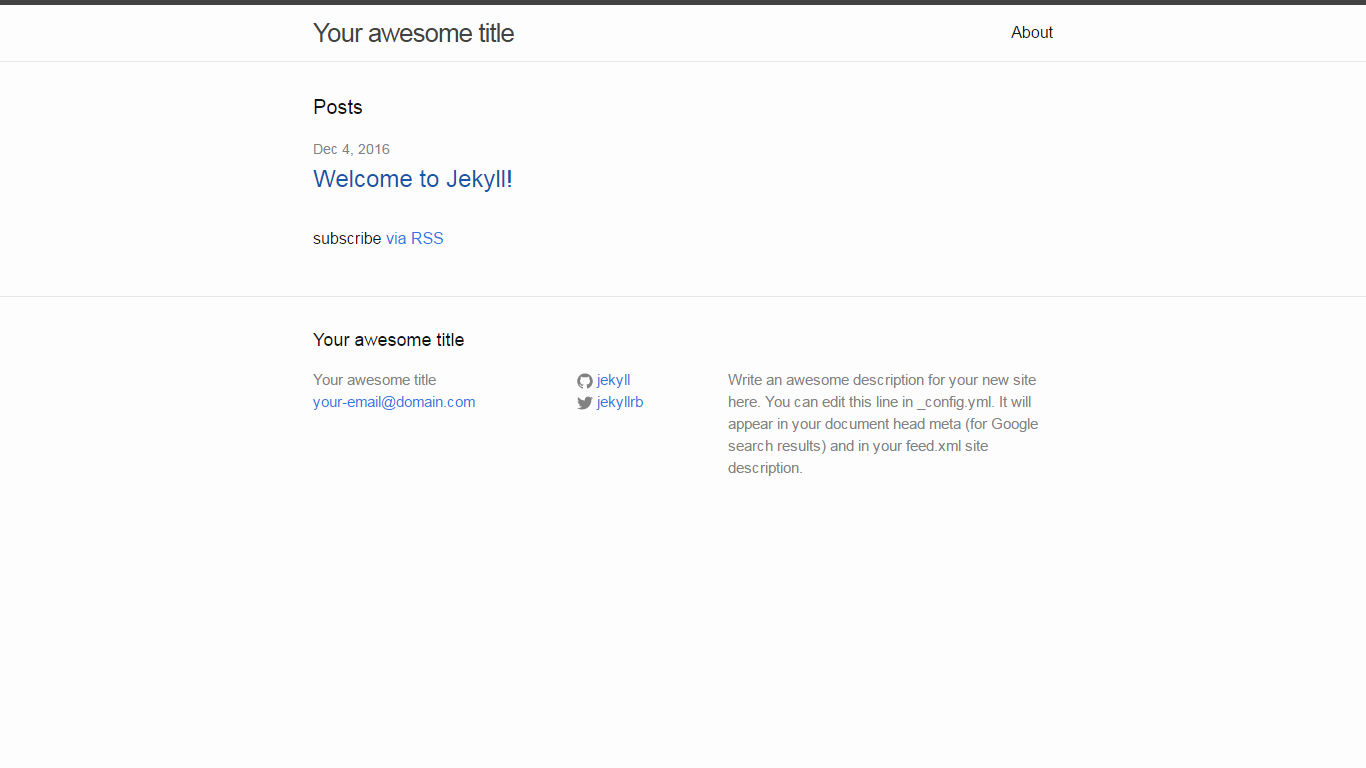 Your awesome title
About
Posts
Dec 4, 2016
Welcome to Jekyll!
subscribe via RSS
Your awesome title
Your awesome title
your-email@domain.com
jekyll
jekyllrb
Write an awesome description for your new site
here. You can edit this line in _config.yml. It will
appear in your document head meta (for Google
search results) and in your feed.xml site
description.